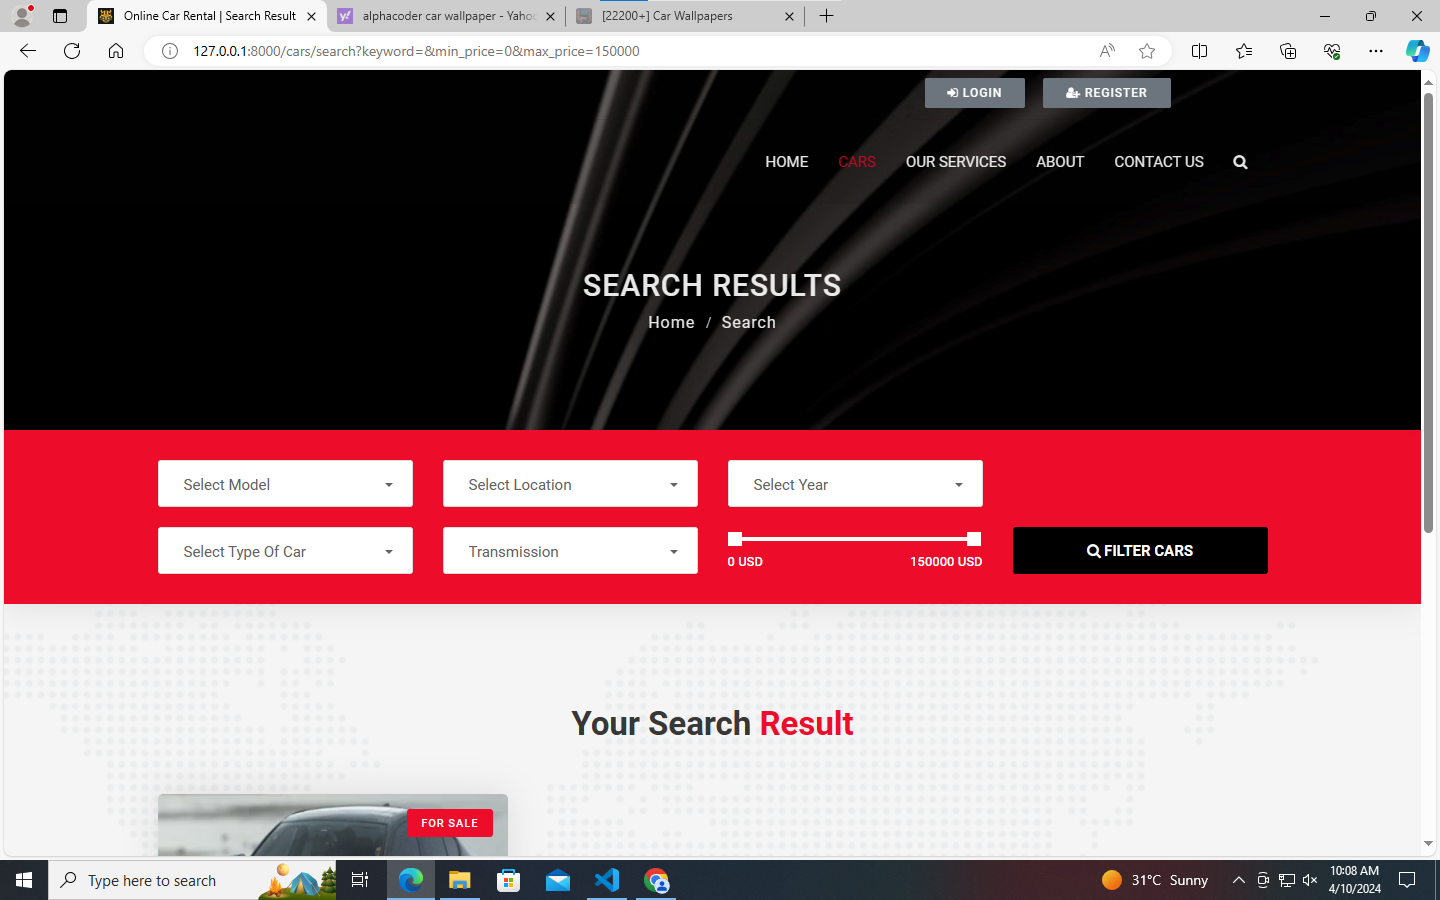 Online Car Rental | Search Result
alphacoder car wallpaper - Yahoo
[22200+] Car Wallpapers
127.0.0.1:8000/cars/search?keyword=&min_price=0&max_price=150000
LOGIN
REGISTER
HOME
CARS
OUR SERVICES
ABOUT
CONTACT US
SEARCH RESULTS
Home / Search
Select Model
Select Location
Select Year
Select Type Of Car
Transmission
0 USD
150000 USD
FILTER CARS
Your Search Result
FOR SALE
Type here to search
31°C Sunny
10:08 AM
4/10/2024